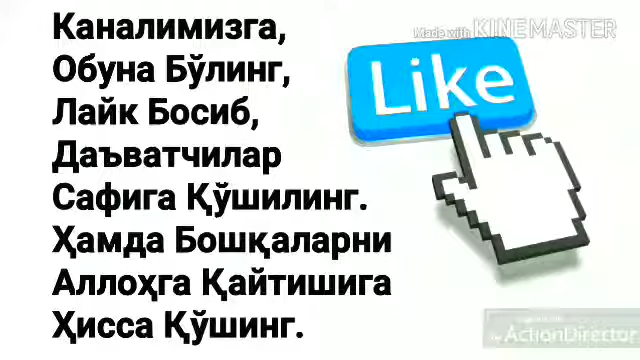 Каналимизга,
Обуна Бўлинг,
Лайк Босиб,
Даъватчилар
Сафига Қўшилинг.
Ҳамда Бошқаларни
Аллоҳга Қайтишига
Ҳисса Қўшинг.
Made with KINEMASTER
Like
ActionDirector